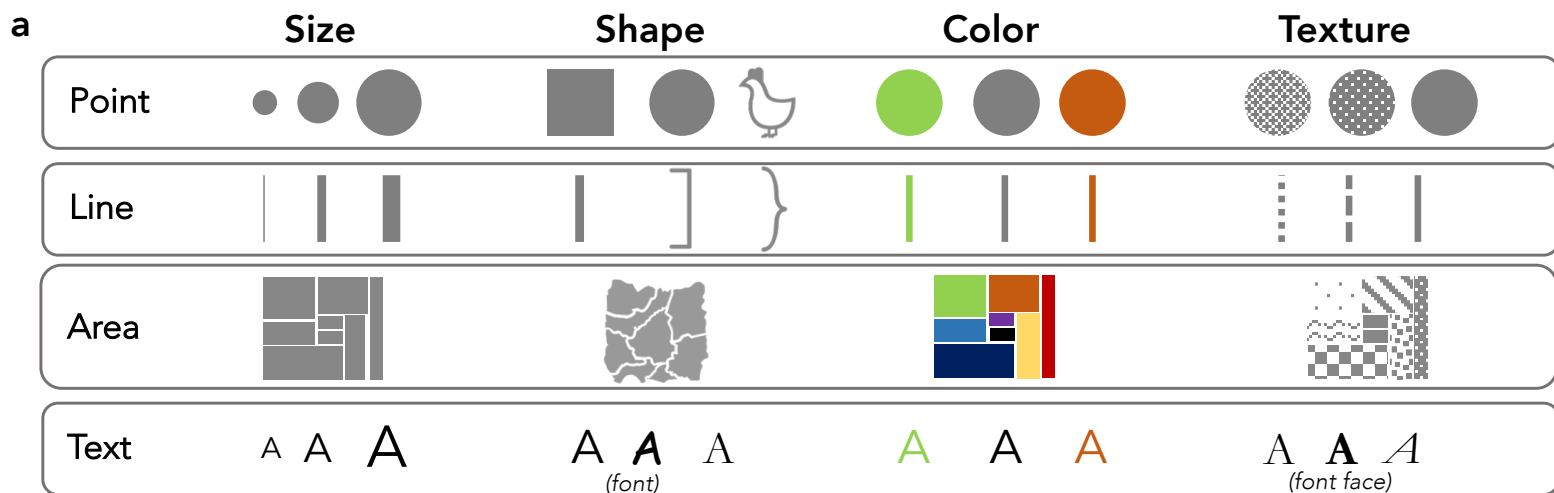 a
Size Shape Color Texture
Point
Line
Area
Text A A A A A A A A A A A A
(font) (font face)